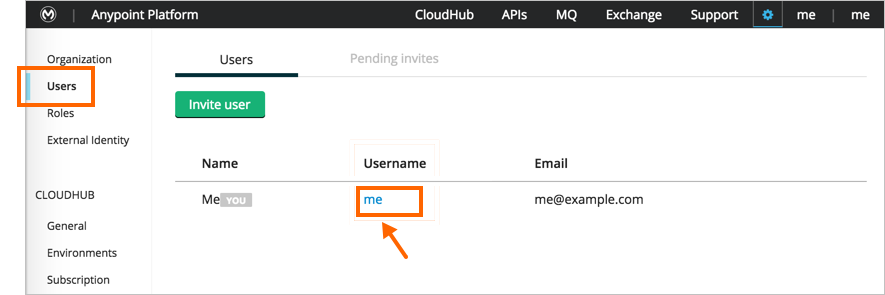 Anypoint Platform CloudHub APIs MQ Exchange Support me me
Organization
Users
Roles
External Identity
CLOUDHUB
General
Environments
Subscription
Users Pending invites
Invite user
Name Username Email
Me YOU me me@example.com